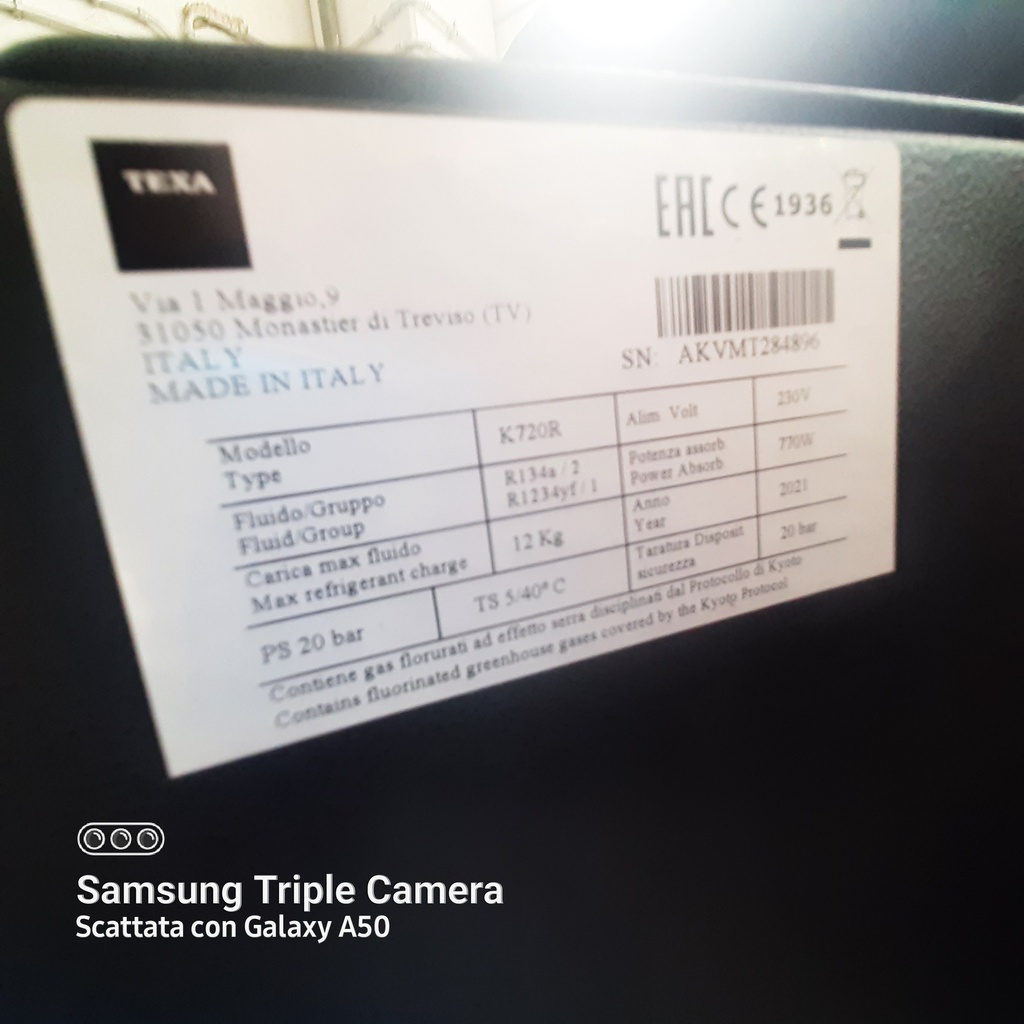 TEXA
EAC CE 1936
Via 1 Maggio,9
31050 Monastier di Treviso (TV)
ITALY
MADE IN ITALY
SN: AKVMT284896
Modello
Type
K720R
Alim. Volt
230V
Fluido/Gruppo
Fluid/Group
R134a / 2
R1234yf / 1
Potenza assorb
Power Absorb
770W
Carica max fluido
Max refrigerant charge
12 Kg
Anno
Year
2021
PS 20 bar
TS 5/40° C
Taratura Disposit
sicurezza
20 bar
Contiene gas florurati ad effetto serra disciplinati dal Protocollo di Kyoto
Contains fluorinated greenhouse gases covered by the Kyoto Protocol
Samsung Triple Camera
Scattata con Galaxy A50